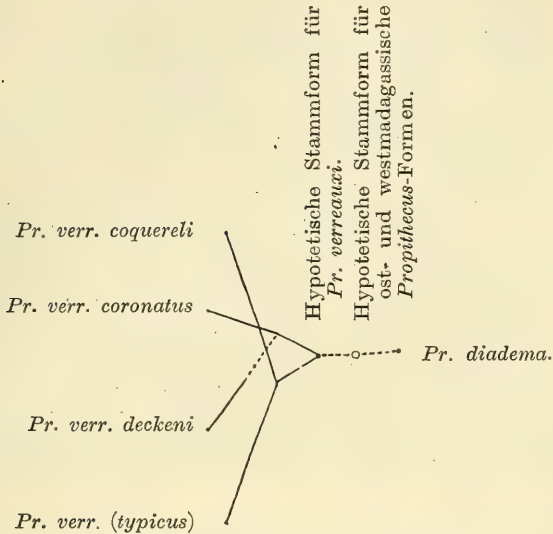 Hypotetische Stammform für
Pr. verreauxi.
Hypotetische Stammform für
ost- und westmadagassische
Propithecus-Formen.
Pr. verr. coquereli
Pr. verr. coronatus
Pr. diadema.
Pr. verr. deckeni
Pr. verr. (typicus)